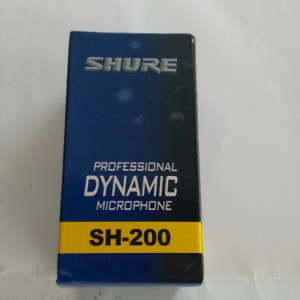 SHURE
PROFESSIONAL
DYNAMIC
MICROPHONE
SH-200